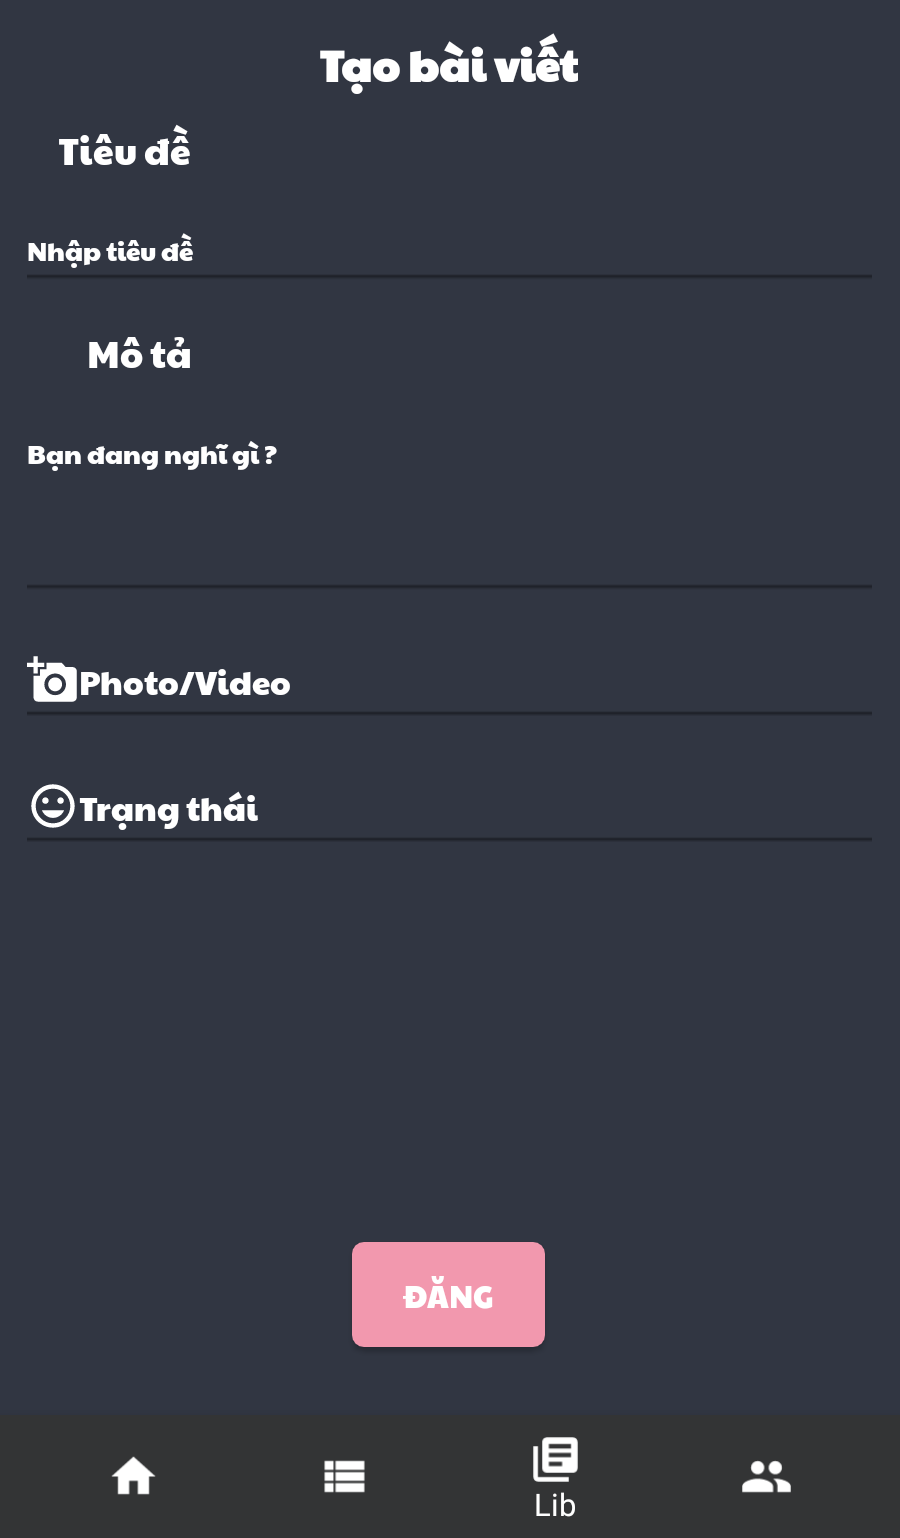 Tạo bài viết
Tiêu đề
Nhập tiêu đề
Mô tả
Bạn đang nghĩ gì ?
Photo/Video
Trạng thái
ĐĂNG
Lib